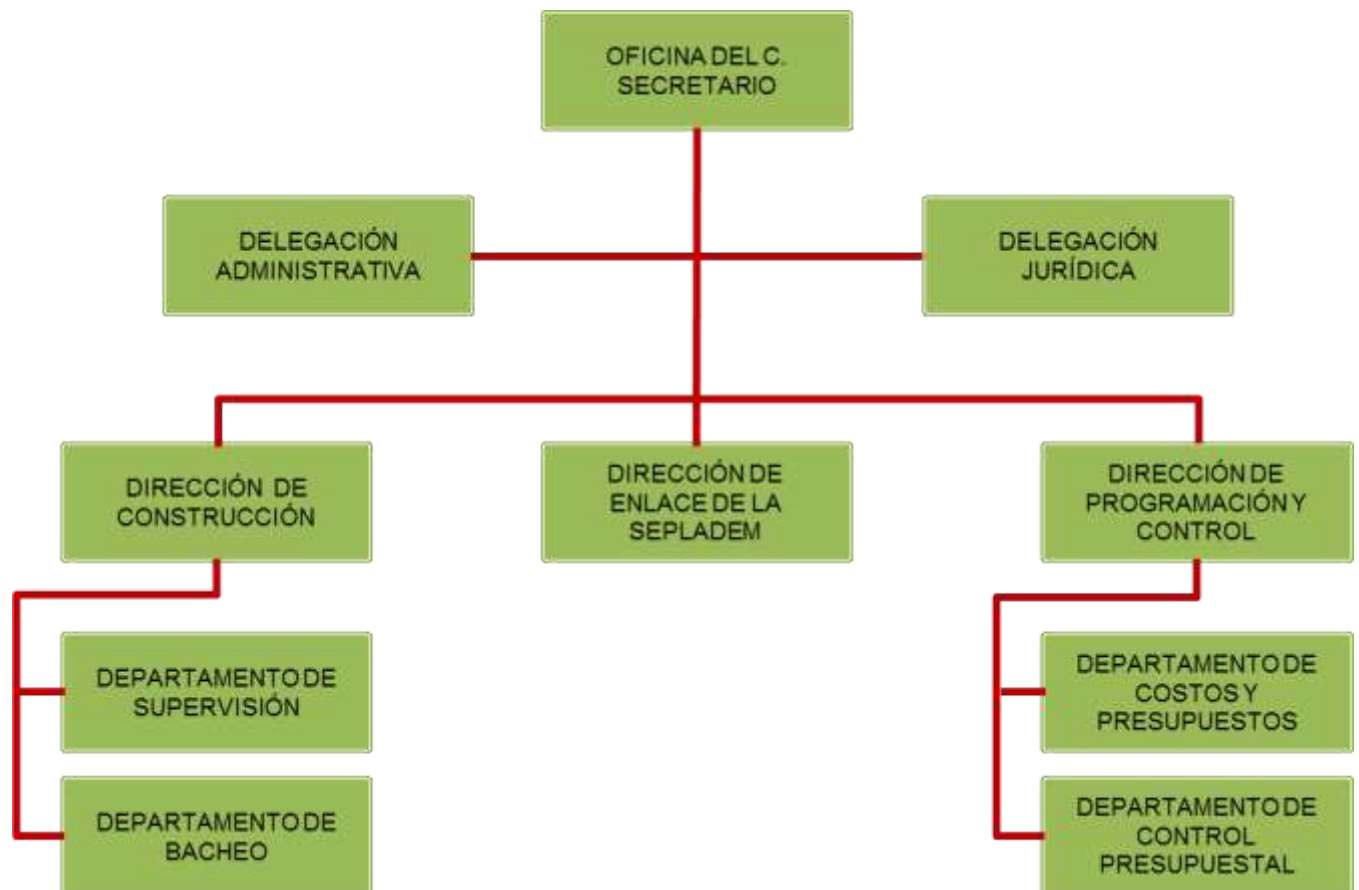 OFICINA DEL C.
SECRETARIO
DELEGACIÓN
ADMINISTRATIVA
DELEGACIÓN
JURÍDICA
DIRECCIÓN DE
CONSTRUCCIÓN
DIRECCIÓN DE
ENLACE DE LA
SEPLADEM
DIRECCIÓN DE
PROGRAMACIÓN Y
CONTROL
DEPARTAMENTO DE
SUPERVISIÓN
DEPARTAMENTO DE
COSTOS Y
PRESUPUESTOS
DEPARTAMENTO DE
BACHEO
DEPARTAMENTO DE
CONTROL
PRESUPUESTAL